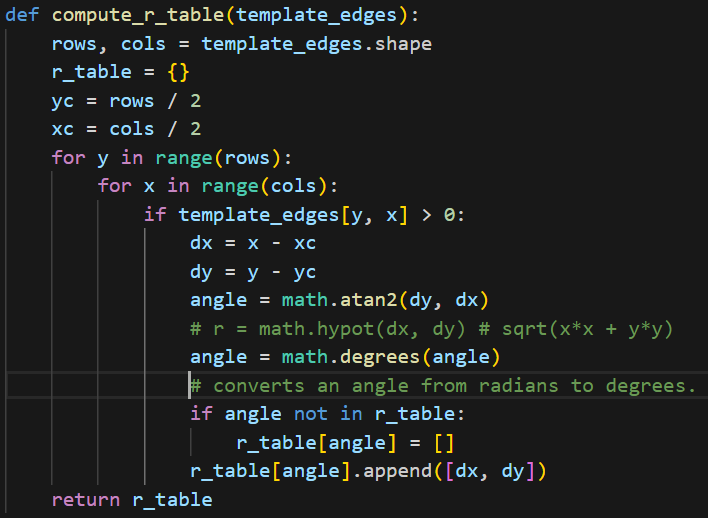 def compute_r_table(template_edges):
    rows, cols = template_edges.shape
    r_table = {}
    yc = rows / 2
    xc = cols / 2
    for y in range(rows):
        for x in range(cols):
            if template_edges[y, x] > 0:
                dx = x - xc
                dy = y - yc
                angle = math.atan2(dy, dx)
                # r = math.hypot(dx, dy) # sqrt(x*x + y*y)
                angle = math.degrees(angle)
                # converts an angle from radians to degrees.
                if angle not in r_table:
                    r_table[angle] = []
                r_table[angle].append([dx, dy])
    return r_table